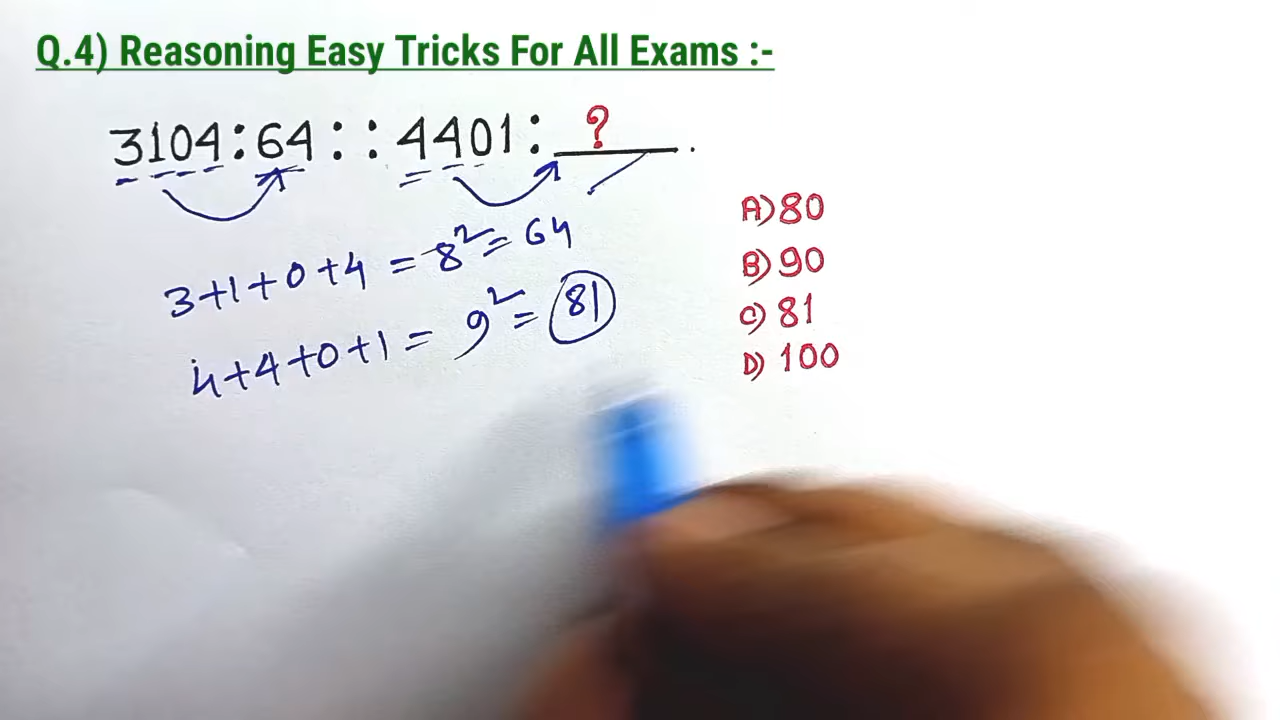 Q.4) Reasoning Easy Tricks For All Exams :-
3104:64::4401: ?.
A) 80
B) 90
C) 81
D) 100
3+1+0+4 = 8² = 64
4+4+0+1 = 9² = 81